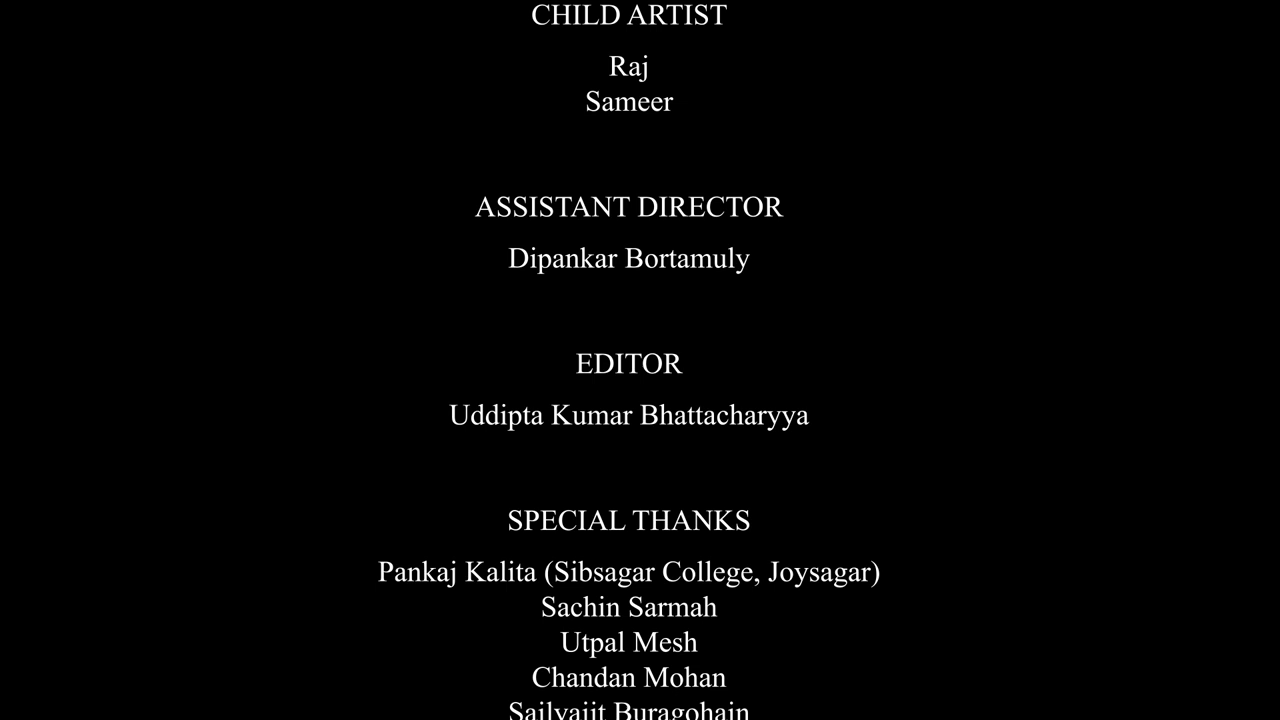 CHILD ARTIST
Raj
Sameer
ASSISTANT DIRECTOR
Dipankar Bortamuly
EDITOR
Uddipta Kumar Bhattacharyya
SPECIAL THANKS
Pankaj Kalita (Sibsagar College, Joysagar)
Sachin Sarmah
Utpal Mesh
Chandan Mohan
Buragohain